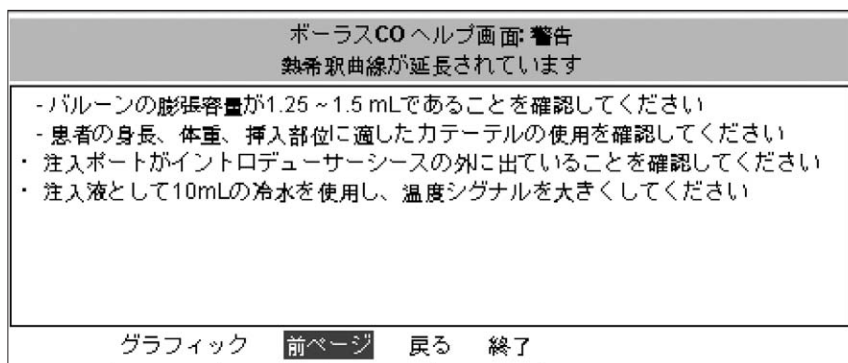 ボーラスCO ヘルプ画面: 警告
熱希釈曲線が延長されています
- バルーンの膨張容量が1.25 ~ 1.5 mLであることを確認してください
- 患者の身長、体重、挿入部位に適したカテーテルの使用を確認してください
・ 注入ポートがイントロデューサーシースの外に出ていることを確認してください
・ 注入液として10mLの冷水を使用し、温度シグナルを大きくしてください
グラフィック 前ページ 戻る 終了